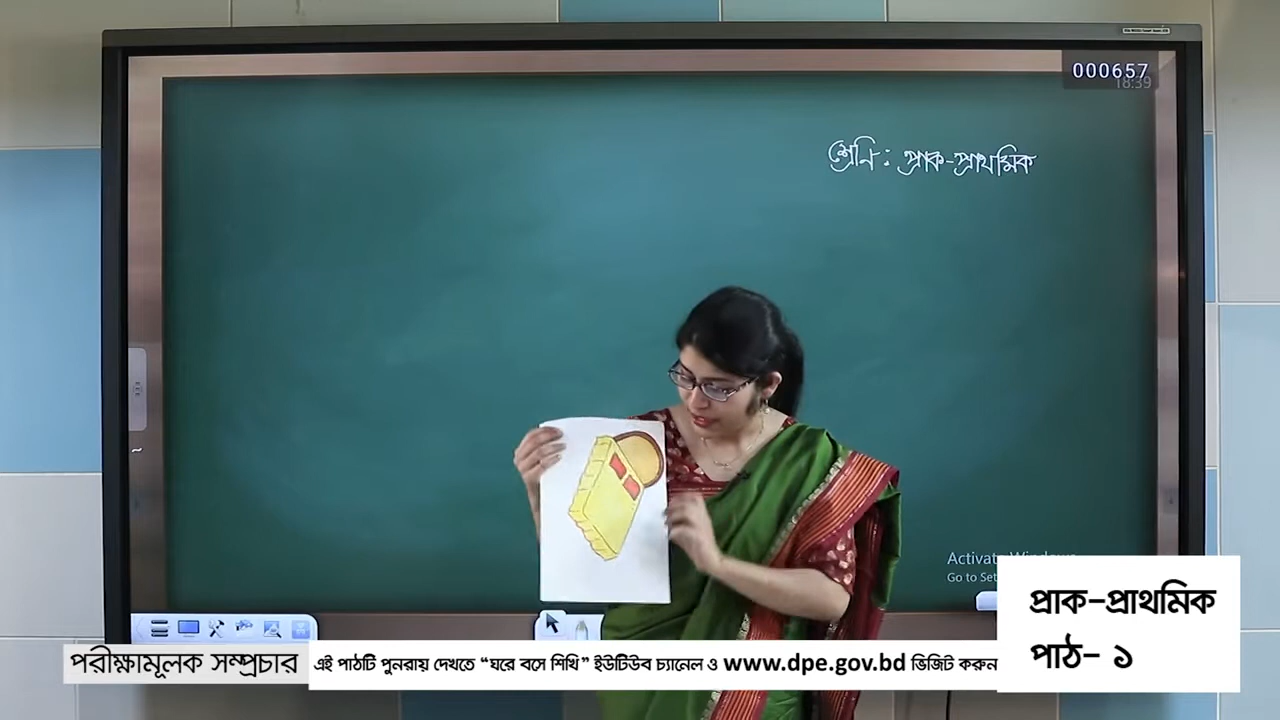 000657
18:39
শ্রেনি : প্রাক-প্রাথমিক
Activate Windows
Go to Set
প্রাক-প্রাথমিক
পাঠ- ১
পরীক্ষামূলক সম্প্রচার
এই পাঠটি পুনরায় দেখতে “ঘরে বসে শিখি” ইউটিউব চ্যানেল ও www.dpe.gov.bd ভিজিট করুন